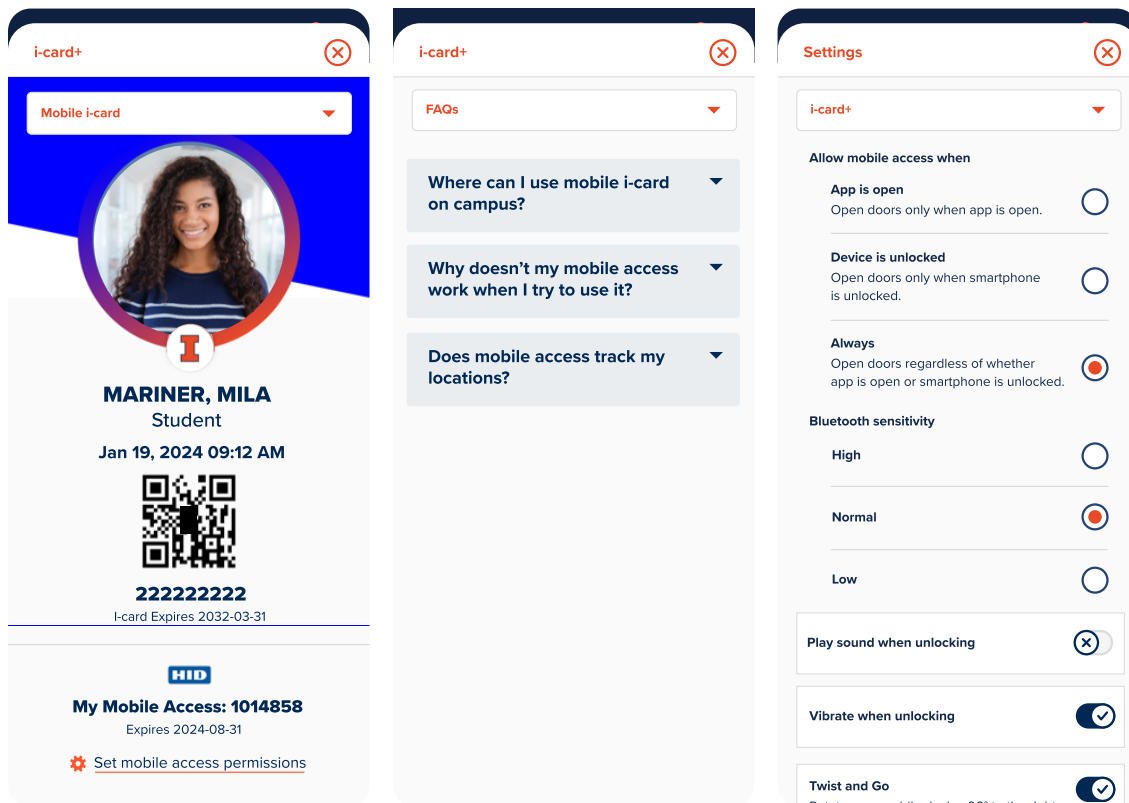 i-card+
Mobile i-card
I
MARINER, MILA
Student
Jan 19, 2024 09:12 AM
222222222
I-card Expires 2032-03-31
HID
My Mobile Access: 1014858
Expires 2024-08-31
Set mobile access permissions
i-card+
FAQs
Where can I use mobile i-card
on campus?
Why doesn’t my mobile access
work when I try to use it?
Does mobile access track my
locations?
Settings
i-card+
Allow mobile access when
App is open
Open doors only when app is open.
Device is unlocked
Open doors only when smartphone
is unlocked.
Always
Open doors regardless of whether
app is open or smartphone is unlocked.
Bluetooth sensitivity
High
Normal
Low
Play sound when unlocking
Vibrate when unlocking
Twist and Go